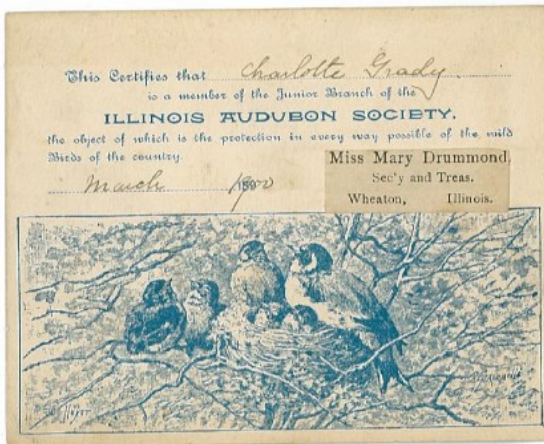 This Certifies that Charlotte Grady
is a member of the Junior Branch of the
ILLINOIS AUDUBON SOCIETY,
the object of which is the protection in every way possible of the wild
Birds of the country.
March 1900
Miss Mary Drummond,
Sec'y and Treas.
Wheaton, Illinois.